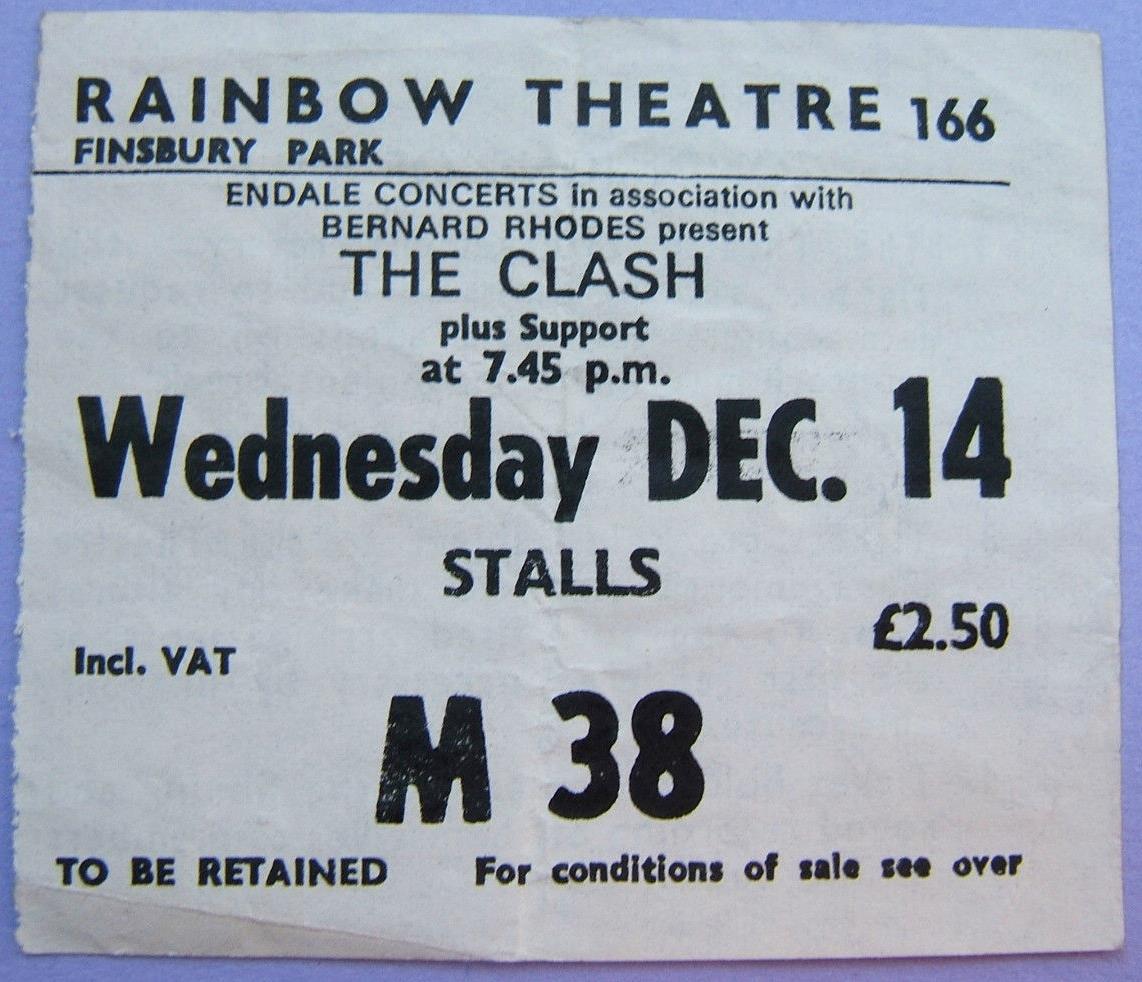 RAINBOW THEATRE 166
FINSBURY PARK
ENDALE CONCERTS in association with
BERNARD RHODES present
THE CLASH
plus Support
at 7.45 p.m.
Wednesday DEC. 14
STALLS
£2.50
Incl. VAT
M 38
TO BE RETAINED For conditions of sale see over